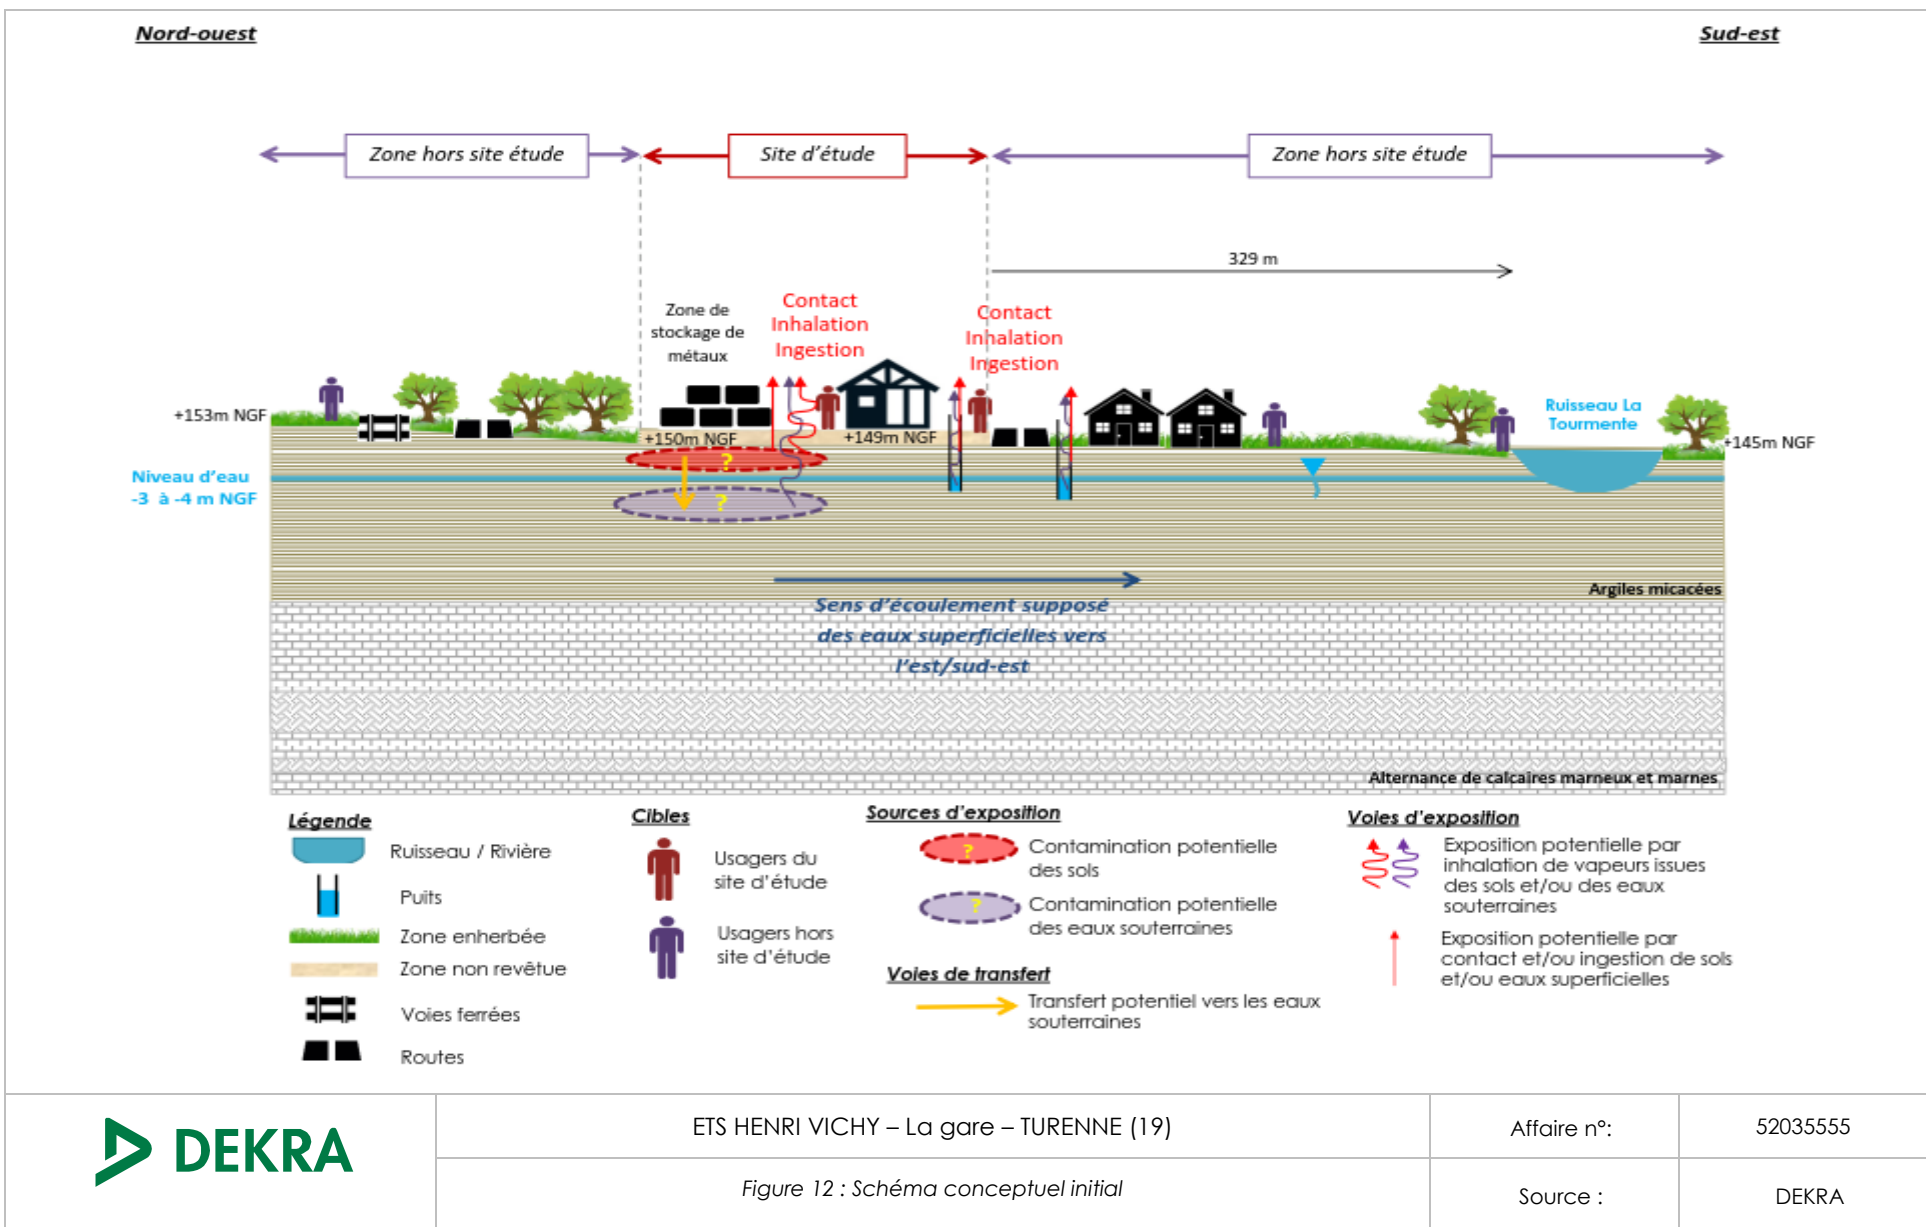 Nord-ouest
Sud-est
Zone hors site étude
Site d'étude
Zone hors site étude
329 m
Zone de
stockage de
métaux
Contact
Inhalation
Ingestion
Contact
Inhalation
Ingestion
+153m NGF
+150m NGF
+149m NGF
Ruisseau La
Tourmente
+145m NGF
Niveau d'eau
-3 à -4 m NGF
?
?
Argiles micacées
Sens d'écoulement supposé
des eaux superficielles vers
l'est/sud-est
Alternance de calcaires marneux et marnes
Légende
Ruisseau / Rivière
Puits
Zone enherbée
Zone non revêtue
Voies ferrées
Routes
Cibles
Usagers du
site d'étude
Usagers hors
site d'étude
Sources d'exposition
?
Contamination potentielle
des sols
?
Contamination potentielle
des eaux souterraines
Voies de transfert
Transfert potentiel vers les eaux
souterraines
Voies d'exposition
Exposition potentielle par
inhalation de vapeurs issues
des sols et/ou des eaux
souterraines
Exposition potentielle par
contact et/ou ingestion de sols
et/ou eaux superficielles
DEKRA
ETS HENRI VICHY – La gare – TURENNE (19)
Affaire n°:
52035555
Figure 12 : Schéma conceptuel initial
Source :
DEKRA